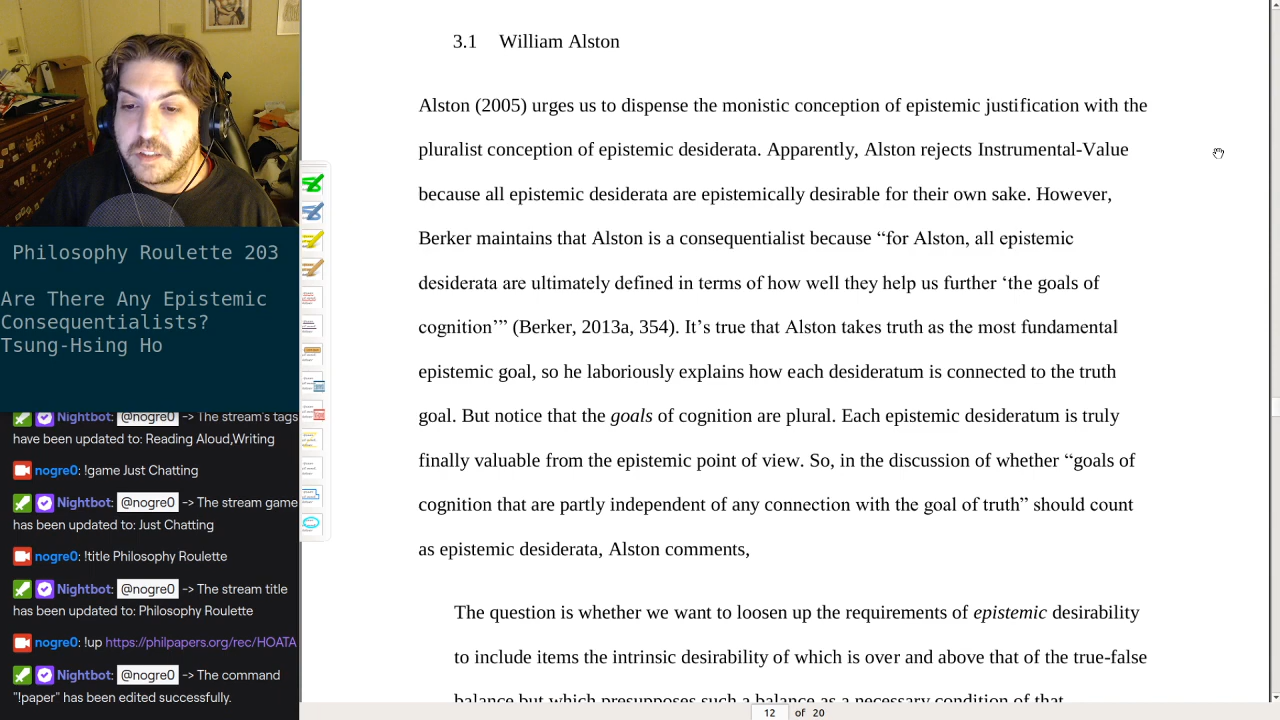 Philosophy Roulette 203
Are There Any Epistemic
Consequentialists?
Tsung-Hsing Ho
Nightbot: @nogre0 -> The stream's tags
have been updated to: Reading Aloud,Writing
nogre0: !game Just Chatting
Nightbot: @nogre0 -> The stream game
has been updated to: Just Chatting
nogre0: !title Philosophy Roulette
Nightbot: @nogre0 -> The stream title
has been updated to: Philosophy Roulette
nogre0: !up https://philpapers.org/rec/HOATA
Nightbot: @nogre0 -> The command
"!paper" has been edited successfully.
3.1 William Alston
Alston (2005) urges us to dispense the monistic conception of epistemic justification with the
pluralist conception of epistemic desiderata. Apparently, Alston rejects Instrumental-Value
because all epistemic desiderata are epistemically desirable for their own sake. However,
Berker maintains that Alston is a consequentialist because “for Alston, all epistemic
desiderata are ultimately defined in terms of how well they help us further ‘the goals of
cognition’” (Berker, 2013a, 354). It’s true that Alston takes truth as the most fundamental
epistemic goal, so he laboriously explains how each desideratum is connected to the truth
goal. But notice that the goals of cognition are plural. Each epistemic desideratum is truly
finally valuable from the epistemic point of view. So, in the discussion of whether “goals of
cognition that are partly independent of any connection with the goal of truth” should count
as epistemic desiderata, Alston comments,
The question is whether we want to loosen up the requirements of epistemic desirability
to include items the intrinsic desirability of which is over and above that of the true-false
balance but which presupposes such a balance as a necessary condition of that
12 of 20